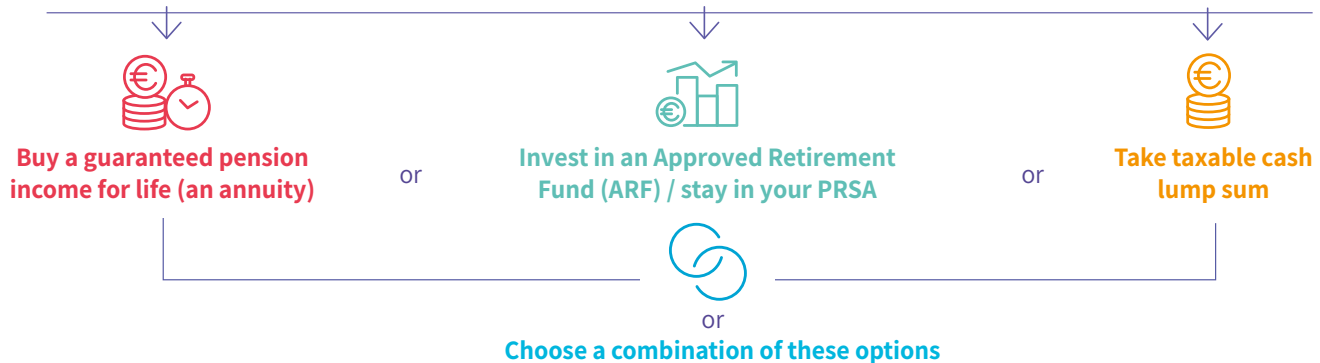 Buy a guaranteed pension
income for life (an annuity)
or
Invest in an Approved Retirement
Fund (ARF) / stay in your PRSA
or
Take taxable cash
lump sum
or
Choose a combination of these options